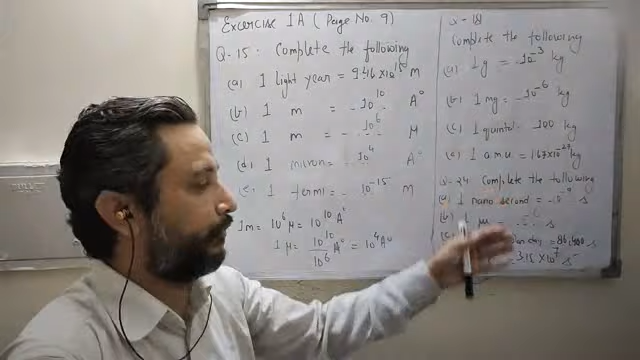 Excercise 1A (Page No. 9)
Q-15: Complete the following
(a) 1 light year = 9.46×10^15 m
(b) 1 m = 10^10 A°
(c) 1 m = 10^6 μ
(d) 1 micron = 10^4 A°
(e) 1 fermi = 10^-15 m
1m = 10^6 μ = 10^10 A°
1 μ = 10^10/10^6 A° = 10^4 A°
Q-18
Complete the following
(a) 1 g = 10^-3 kg
(b) 1 mg = 10^-6 kg
(c) 1 quintal = 100 kg
(d) 1 a.m.u = 1.67×10^-27 kg
Q-24 Complete the following
(a) 1 nano second = 10^-9 s
(b) 1 μs = 10^-6 s
(c) day = 86,400 s
= 3.15 × 10^7 s